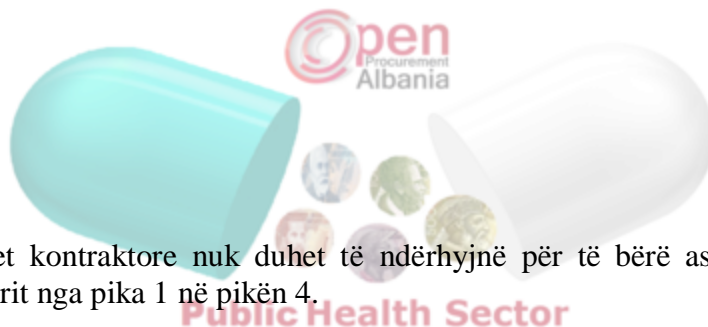 Open
Procurement
Albania
et kontraktore nuk duhet të ndërhyjnë për të bërë as
rit nga pika 1 në pikën 4.
Public Health Sector